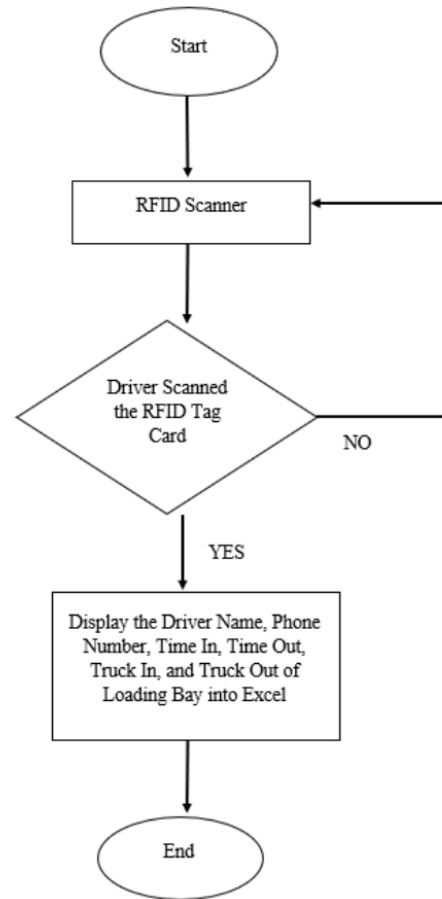 Start
RFID Scanner
Driver Scanned
the RFID Tag
Card
NO
YES
Display the Driver Name, Phone
Number, Time In, Time Out,
Truck In, and Truck Out of
Loading Bay into Excel
End